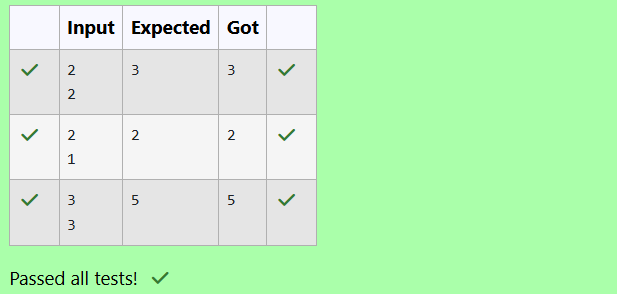 Input Expected Got
2 3 3
2
2 2 2
1
3 5 5
3
Passed all tests!